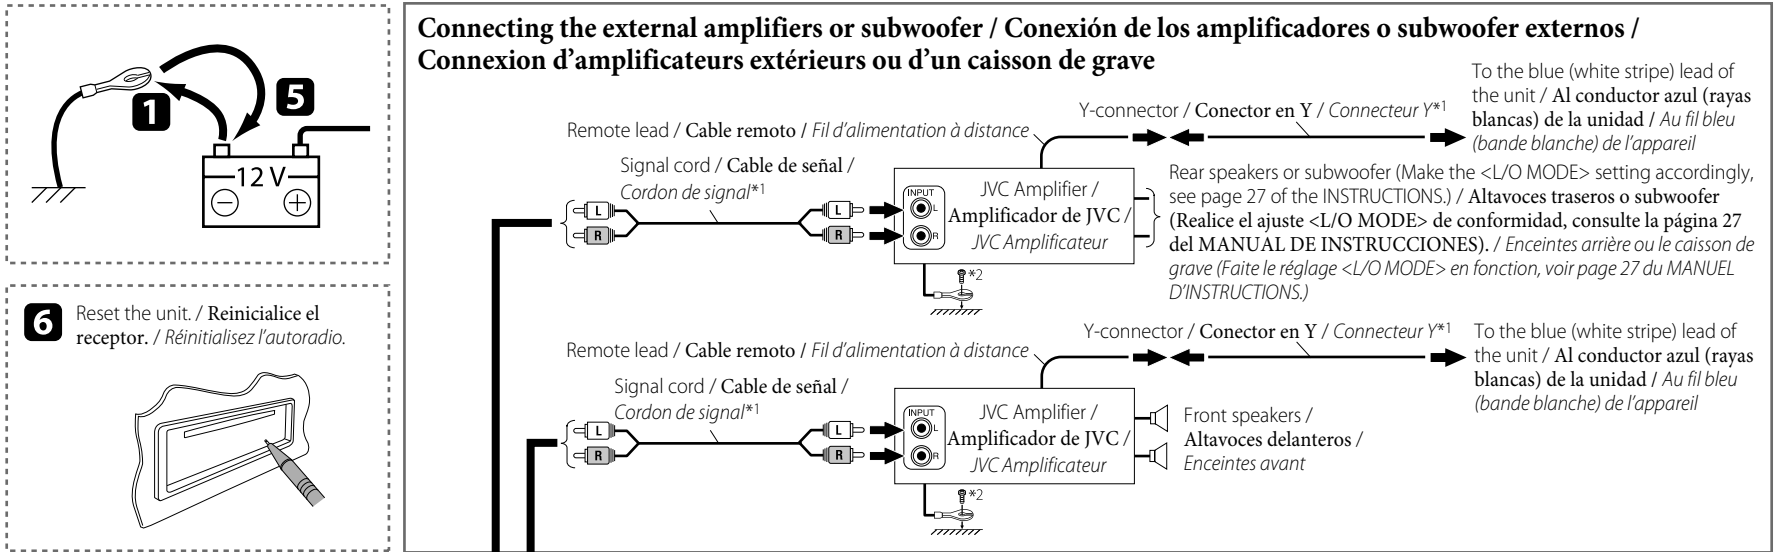 1
5
12 V
6
Reset the unit. / Reinicialice el
receptor. / Réinitialisez l'autoradio.
Connecting the external amplifiers or subwoofer / Conexión de los amplificadores o subwoofer externos /
Connexion d'amplificateurs extérieurs ou d'un caisson de grave
Remote lead / Cable remoto / Fil d'alimentation à distance
Y-connector / Conector en Y / Connecteur Y*1
To the blue (white stripe) lead of
the unit / Al conductor azul (rayas
blancas) de la unidad / Au fil bleu
(bande blanche) de l'appareil
Signal cord / Cable de señal /
Cordon de signal*1
L
R
L
R
INPUT
L
R
JVC Amplifier /
Amplificador de JVC /
JVC Amplificateur
*2
Rear speakers or subwoofer (Make the <L/O MODE> setting accordingly,
see page 27 of the INSTRUCTIONS.) / Altavoces traseros o subwoofer
(Realice el ajuste <L/O MODE> de conformidad, consulte la página 27
del MANUAL DE INSTRUCCIONES). / Enceintes arrière ou le caisson de
grave (Faite le réglage <L/O MODE> en fonction, voir page 27 du MANUEL
D'INSTRUCTIONS.)
Remote lead / Cable remoto / Fil d'alimentation à distance
Y-connector / Conector en Y / Connecteur Y*1
To the blue (white stripe) lead of
the unit / Al conductor azul (rayas
blancas) de la unidad / Au fil bleu
(bande blanche) de l'appareil
Signal cord / Cable de señal /
Cordon de signal*1
L
R
L
R
INPUT
L
R
JVC Amplifier /
Amplificador de JVC /
JVC Amplificateur
*2
Front speakers /
Altavoces delanteros /
Enceintes avant